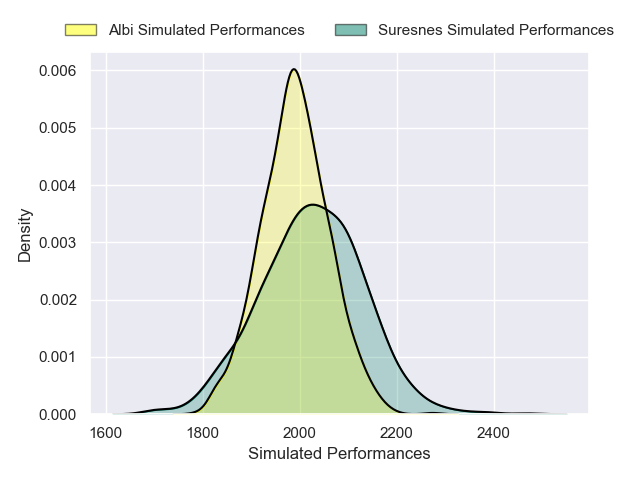 Albi Simulated Performances Suresnes Simulated Performances
0.006
0.005
0.004
0.003
0.002
0.001
0.000
1600 1800 2000 2200 2400
Density
Simulated Performances